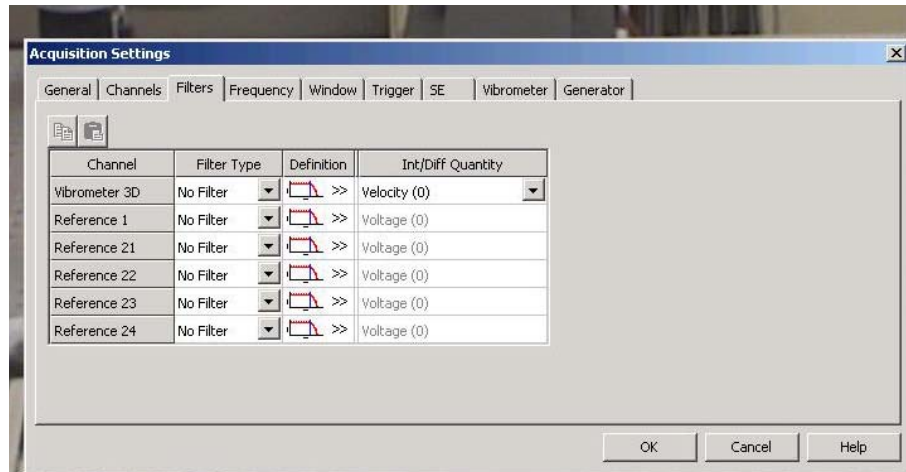 Acquisition Settings
General Channels Filters Frequency Window Trigger SE Vibrometer Generator
Channel Filter Type Definition Int/Diff Quantity
Vibrometer 3D No Filter >> Velocity (0)
Reference 1 No Filter >> Voltage (0)
Reference 21 No Filter >> Voltage (0)
Reference 22 No Filter >> Voltage (0)
Reference 23 No Filter >> Voltage (0)
Reference 24 No Filter >> Voltage (0)
OK Cancel Help